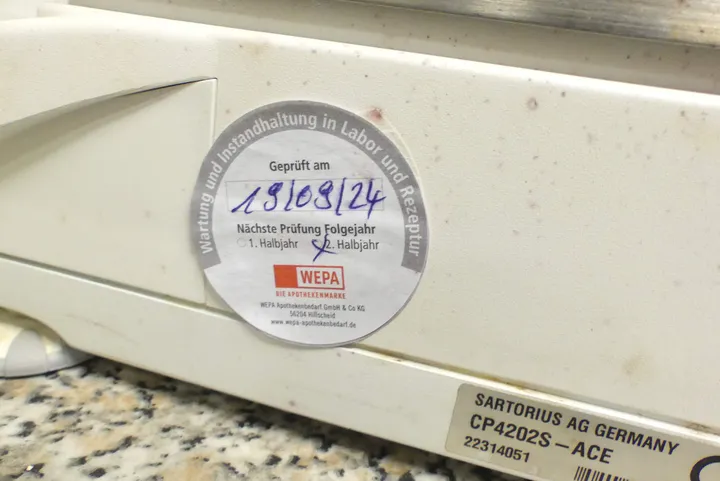 Wartung und Instandhaltung in Labor und Rezeptur
Geprüft am
19/09/24
Nächste Prüfung Folgejahr
1. Halbjahr 2. Halbjahr
WEPA
DIE APOTHEKENMARKE
WEPA Apothekenbedarf GmbH & Co KG
56204 Hillscheid
www.wepa-apothekenbedarf.de
SARTORIUS AG GERMANY
CP4202S-ACE
22314051